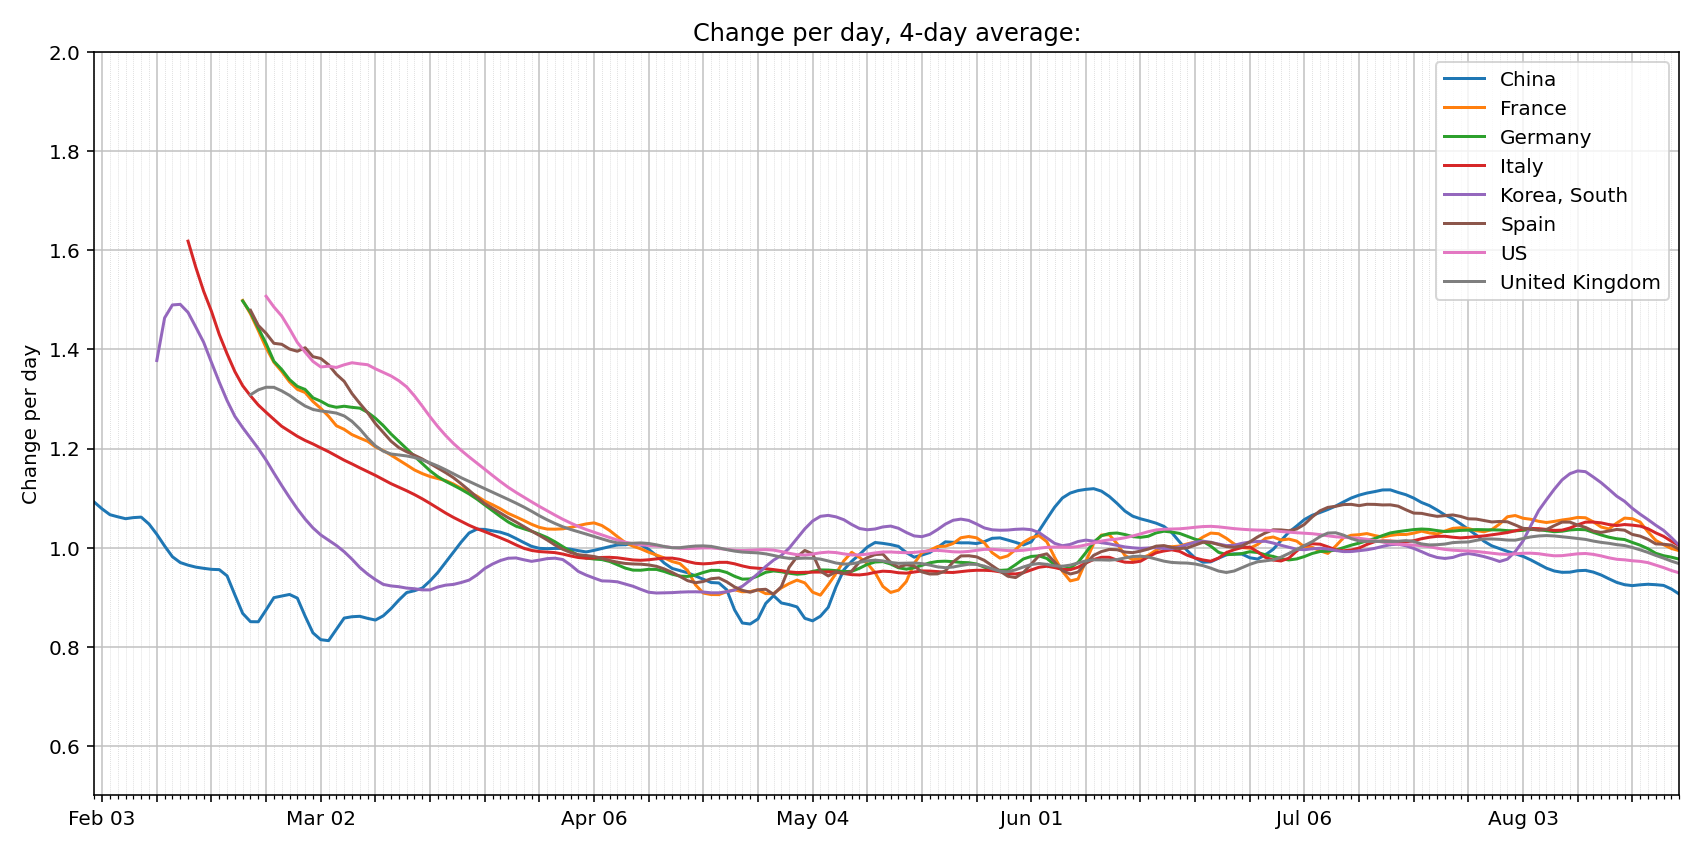 Change per day, 4-day average:
Change per day
2.0
1.8
1.6
1.4
1.2
1.0
0.8
0.6
Feb 03
Mar 02
Apr 06
May 04
Jun 01
Jul 06
Aug 03
China
France
Germany
Italy
Korea, South
Spain
US
United Kingdom